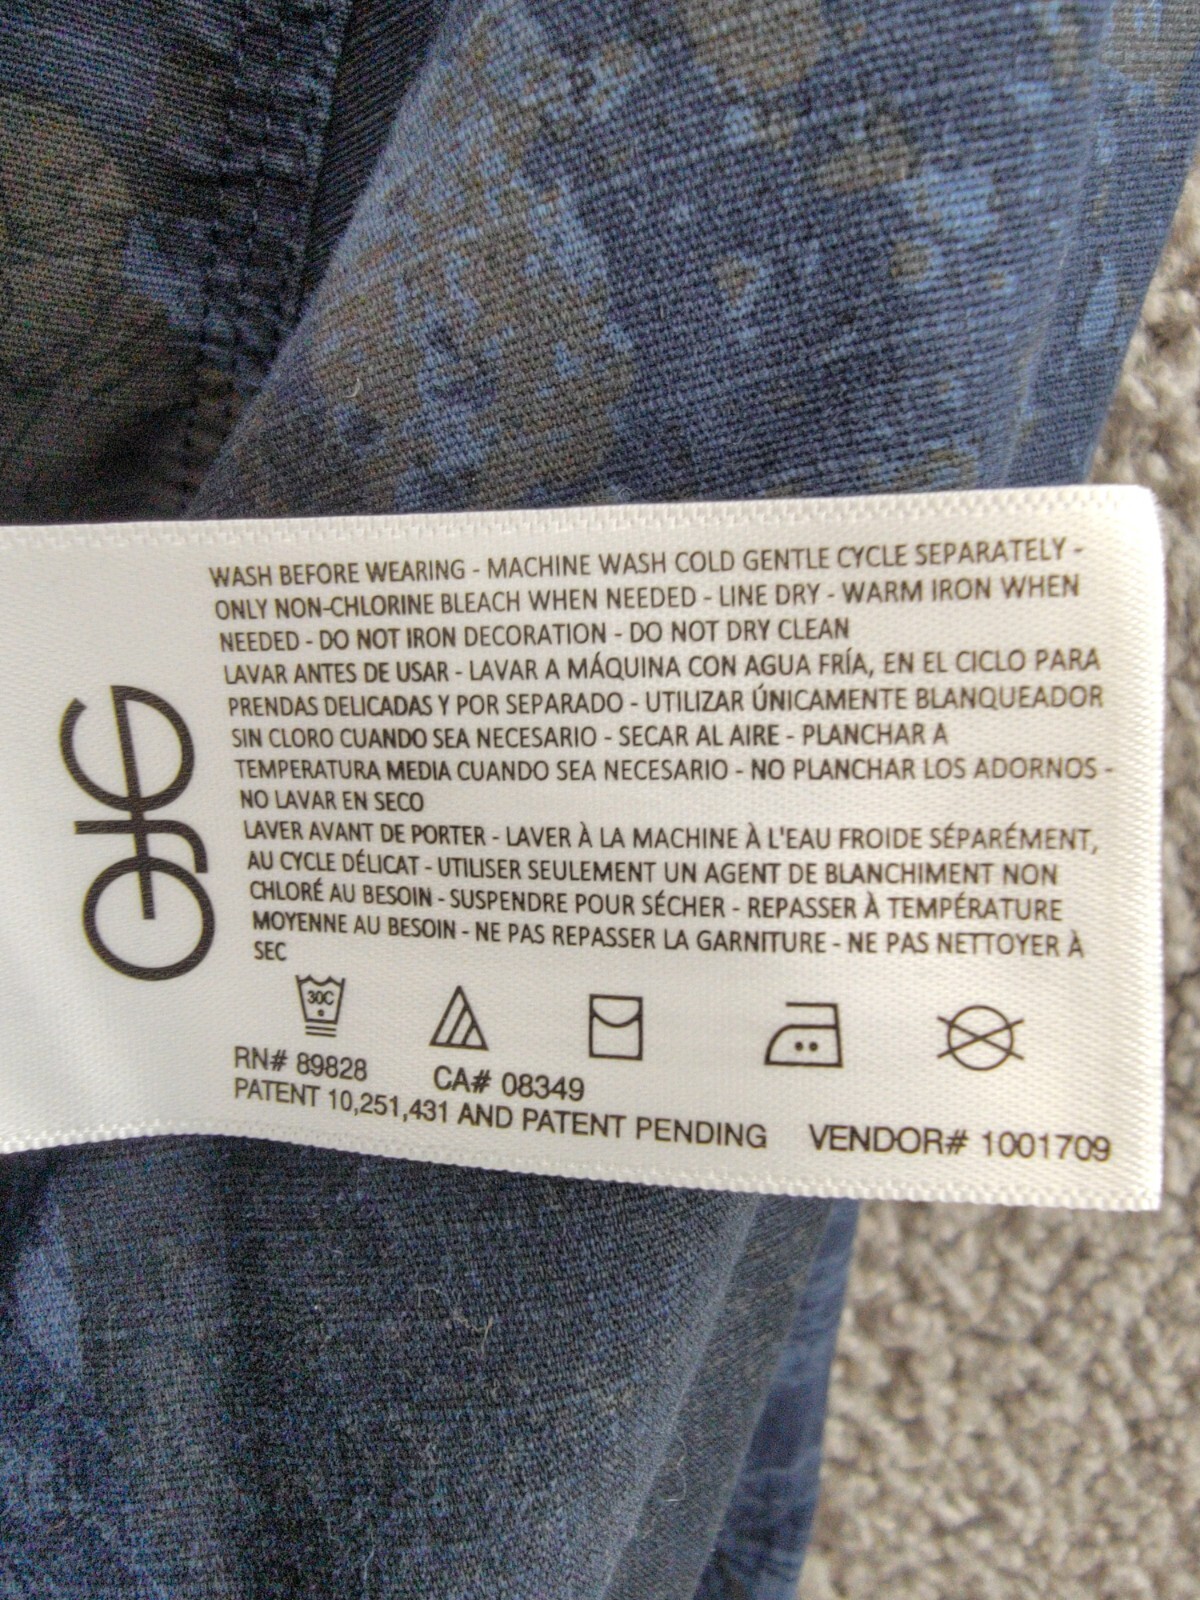 WASH BEFORE WEARING - MACHINE WASH COLD GENTLE CYCLE SEPARATELY -
ONLY NON-CHLORINE BLEACH WHEN NEEDED - LINE DRY - WARM IRON WHEN
NEEDED - DO NOT IRON DECORATION - DO NOT DRY CLEAN
LAVAR ANTES DE USAR - LAVAR A MÁQUINA CON AGUA FRÍA, EN EL CICLO PARA
PRENDAS DELICADAS Y POR SEPARADO - UTILIZAR ÚNICAMENTE BLANQUEADOR
SIN CLORO CUANDO SEA NECESARIO - SECAR AL AIRE - PLANCHAR A
TEMPERATURA MEDIA CUANDO SEA NECESARIO - NO PLANCHAR LOS ADORNOS -
NO LAVAR EN SECO
LAVER AVANT DE PORTER - LAVER À LA MACHINE À L'EAU FROIDE SÉPARÉMENT,
AU CYCLE DÉLICAT - UTILISER SEULEMENT UN AGENT DE BLANCHIMENT NON
CHLORÉ AU BESOIN - SUSPENDRE POUR SÉCHER - REPASSER À TEMPÉRATURE
MOYENNE AU BESOIN - NE PAS REPASSER LA GARNITURE - NE PAS NETTOYER À
SEC
30C
RN# 89828 CA# 08349
PATENT 10,251,431 AND PATENT PENDING VENDOR# 1001709